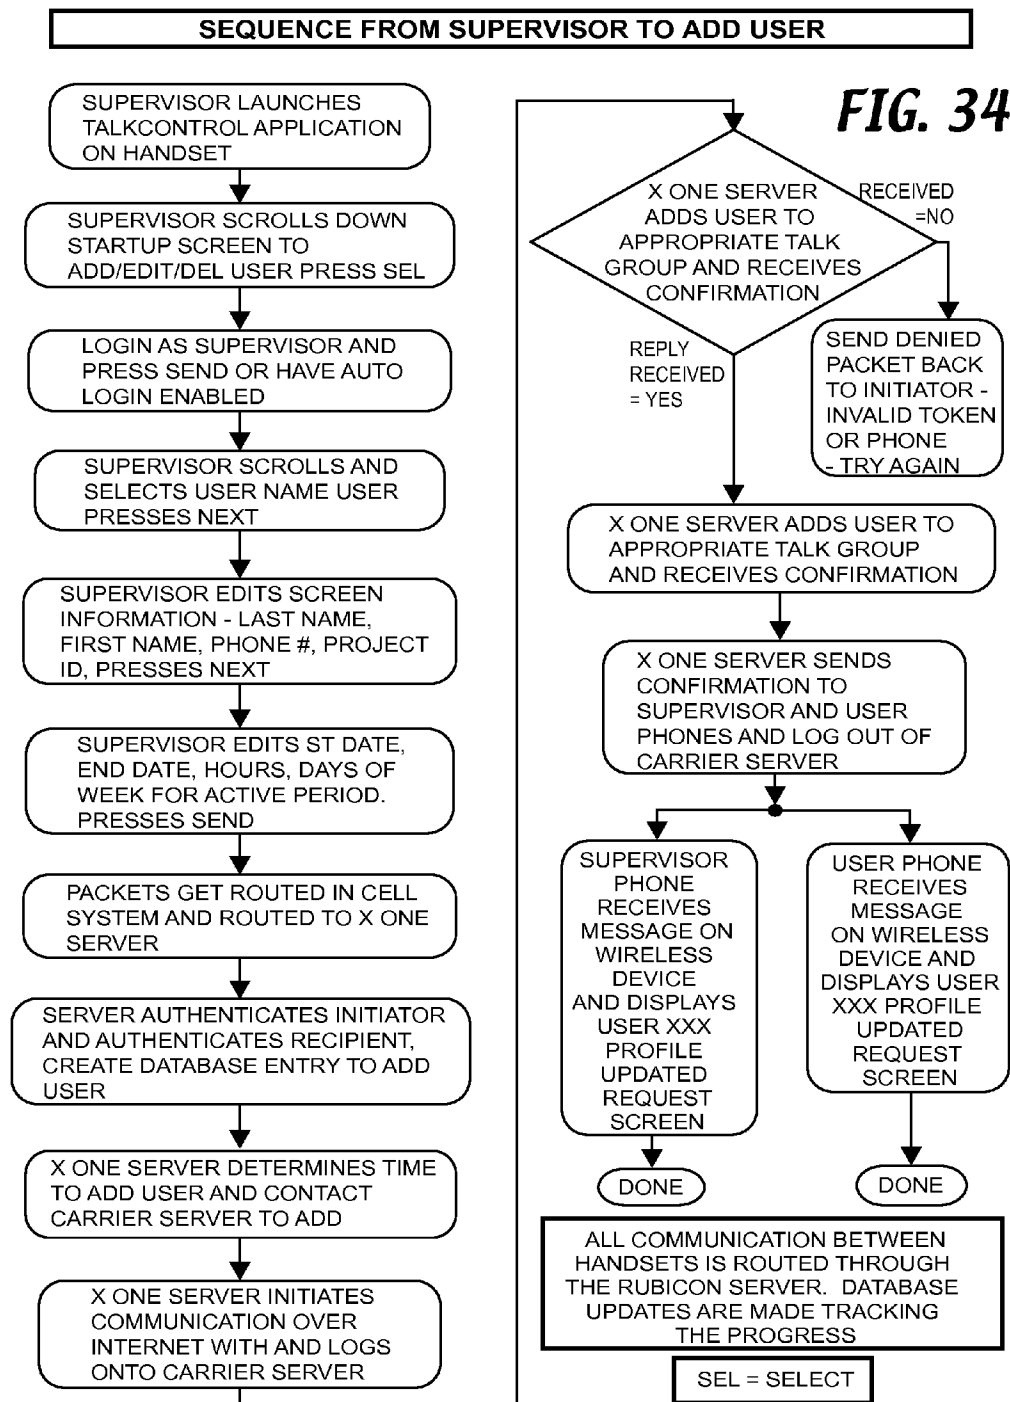 SEQUENCE FROM SUPERVISOR TO ADD USER
FIG. 34
SUPERVISOR LAUNCHES
TALKCONTROL APPLICATION
ON HANDSET
SUPERVISOR SCROLLS DOWN
STARTUP SCREEN TO
ADD/EDIT/DEL USER PRESS SEL
LOGIN AS SUPERVISOR AND
PRESS SEND OR HAVE AUTO
LOGIN ENABLED
SUPERVISOR SCROLLS AND
SELECTS USER NAME USER
PRESSES NEXT
SUPERVISOR EDITS SCREEN
INFORMATION - LAST NAME,
FIRST NAME, PHONE #, PROJECT
ID, PRESSES NEXT
SUPERVISOR EDITS ST DATE,
END DATE, HOURS, DAYS OF
WEEK FOR ACTIVE PERIOD.
PRESSES SEND
PACKETS GET ROUTED IN CELL
SYSTEM AND ROUTED TO X ONE
SERVER
SERVER AUTHENTICATES INITIATOR
AND AUTHENTICATES RECIPIENT,
CREATE DATABASE ENTRY TO ADD
USER
X ONE SERVER DETERMINES TIME
TO ADD USER AND CONTACT
CARRIER SERVER TO ADD
X ONE SERVER INITIATES
COMMUNICATION OVER
INTERNET WITH AND LOGS
ONTO CARRIER SERVER
X ONE SERVER
ADDS USER TO
APPROPRIATE TALK
GROUP AND RECEIVES
CONFIRMATION
RECEIVED
=NO
SEND DENIED
PACKET BACK
TO INITIATOR -
INVALID TOKEN
OR PHONE
- TRY AGAIN
REPLY
RECEIVED
= YES
X ONE SERVER ADDS USER TO
APPROPRIATE TALK GROUP
AND RECEIVES CONFIRMATION
X ONE SERVER SENDS
CONFIRMATION TO
SUPERVISOR AND USER
PHONES AND LOG OUT OF
CARRIER SERVER
SUPERVISOR
PHONE
RECEIVES
MESSAGE ON
WIRELESS
DEVICE
AND DISPLAYS
USER XXX
PROFILE
UPDATED
REQUEST
SCREEN
DONE
USER PHONE
RECEIVES
MESSAGE
ON WIRELESS
DEVICE AND
DISPLAYS USER
XXX PROFILE
UPDATED
REQUEST
SCREEN
DONE
ALL COMMUNICATION BETWEEN
HANDSETS IS ROUTED THROUGH
THE RUBICON SERVER. DATABASE
UPDATES ARE MADE TRACKING
THE PROGRESS
SEL = SELECT